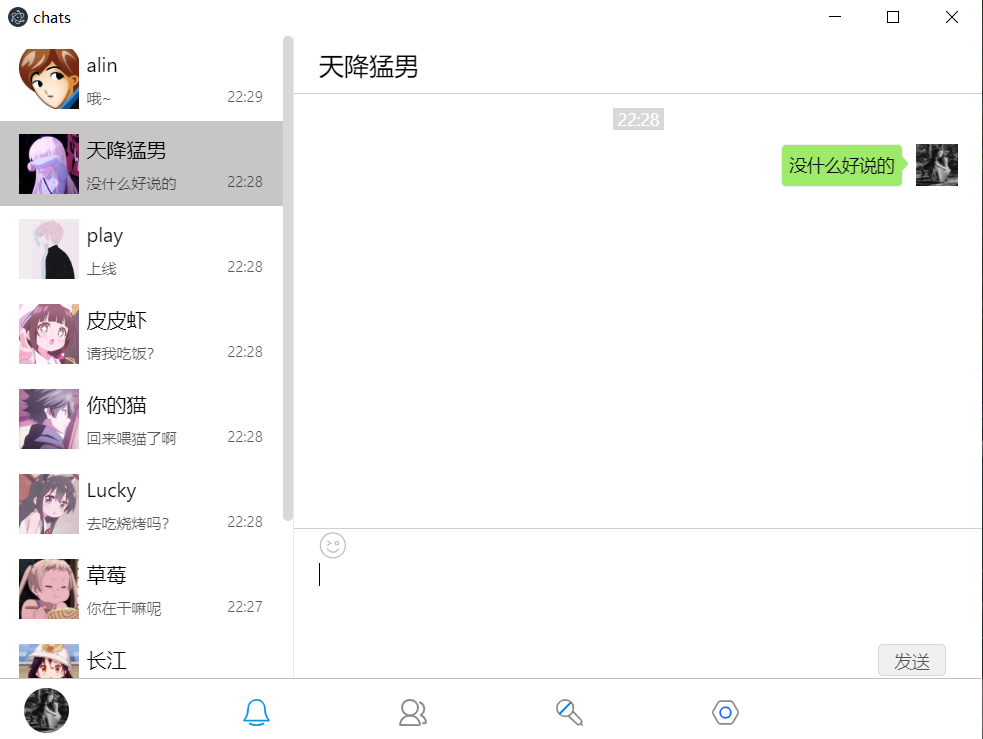 chats
alin
哦~ 22:29
天降猛男
没什么好说的 22:28
play
上线 22:28
皮皮虾
请我吃饭? 22:28
你的猫
回来喂猫了啊 22:28
Lucky
去吃烧烤吗? 22:28
草莓
你在干嘛呢 22:27
长江
天降猛男
22:28
没什么好说的
发送